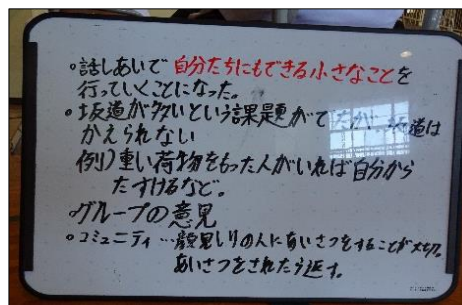 ○話しあいで自分たちにもできる小さなことを
行っていくことになった。
○坂道が多いという課題がでたが、坂道は
かえられない
例)重い荷物をもった人がいれば自分から
たすけるなど。
○グループの意見
○コミュニティ…顔見しりの人にあいさつをすることが大切。
あいさつをされたら返す。